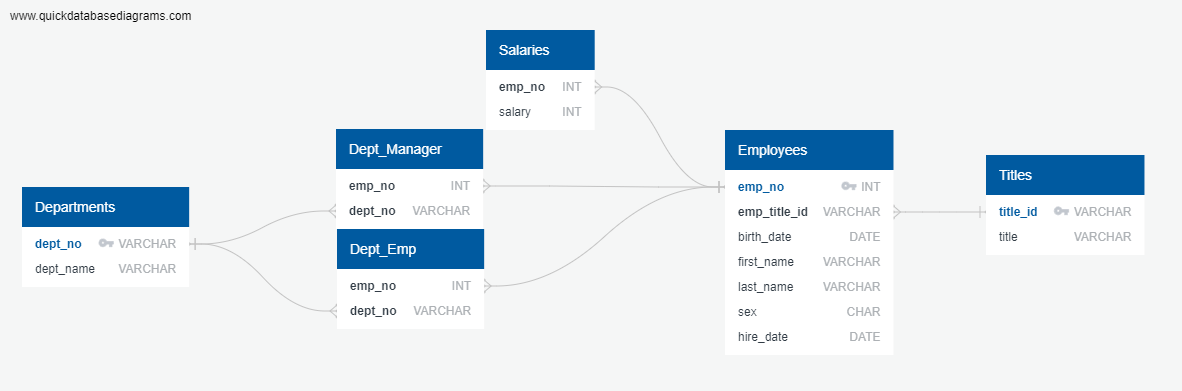 www.quickdatabasediagrams.com
Salaries
emp_no INT
salary INT
Dept_Manager
emp_no INT
dept_no VARCHAR
Departments
dept_no VARCHAR
dept_name VARCHAR
Dept_Emp
emp_no INT
dept_no VARCHAR
Employees
emp_no INT
emp_title_id VARCHAR
birth_date DATE
first_name VARCHAR
last_name VARCHAR
sex CHAR
hire_date DATE
Titles
title_id VARCHAR
title VARCHAR